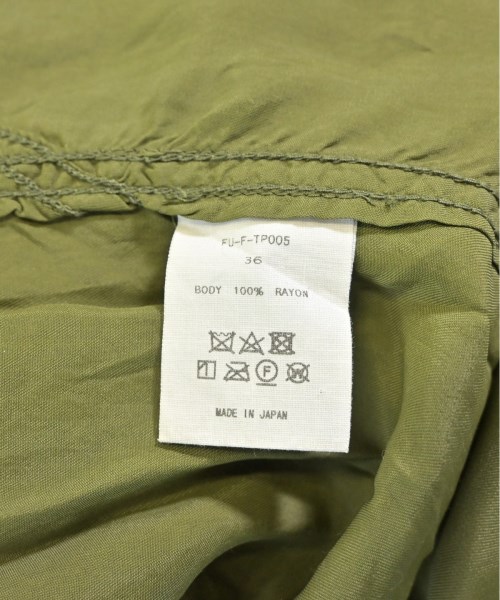 FU-F-TP005
36
BODY 100% RAYON
F W
MADE IN JAPAN